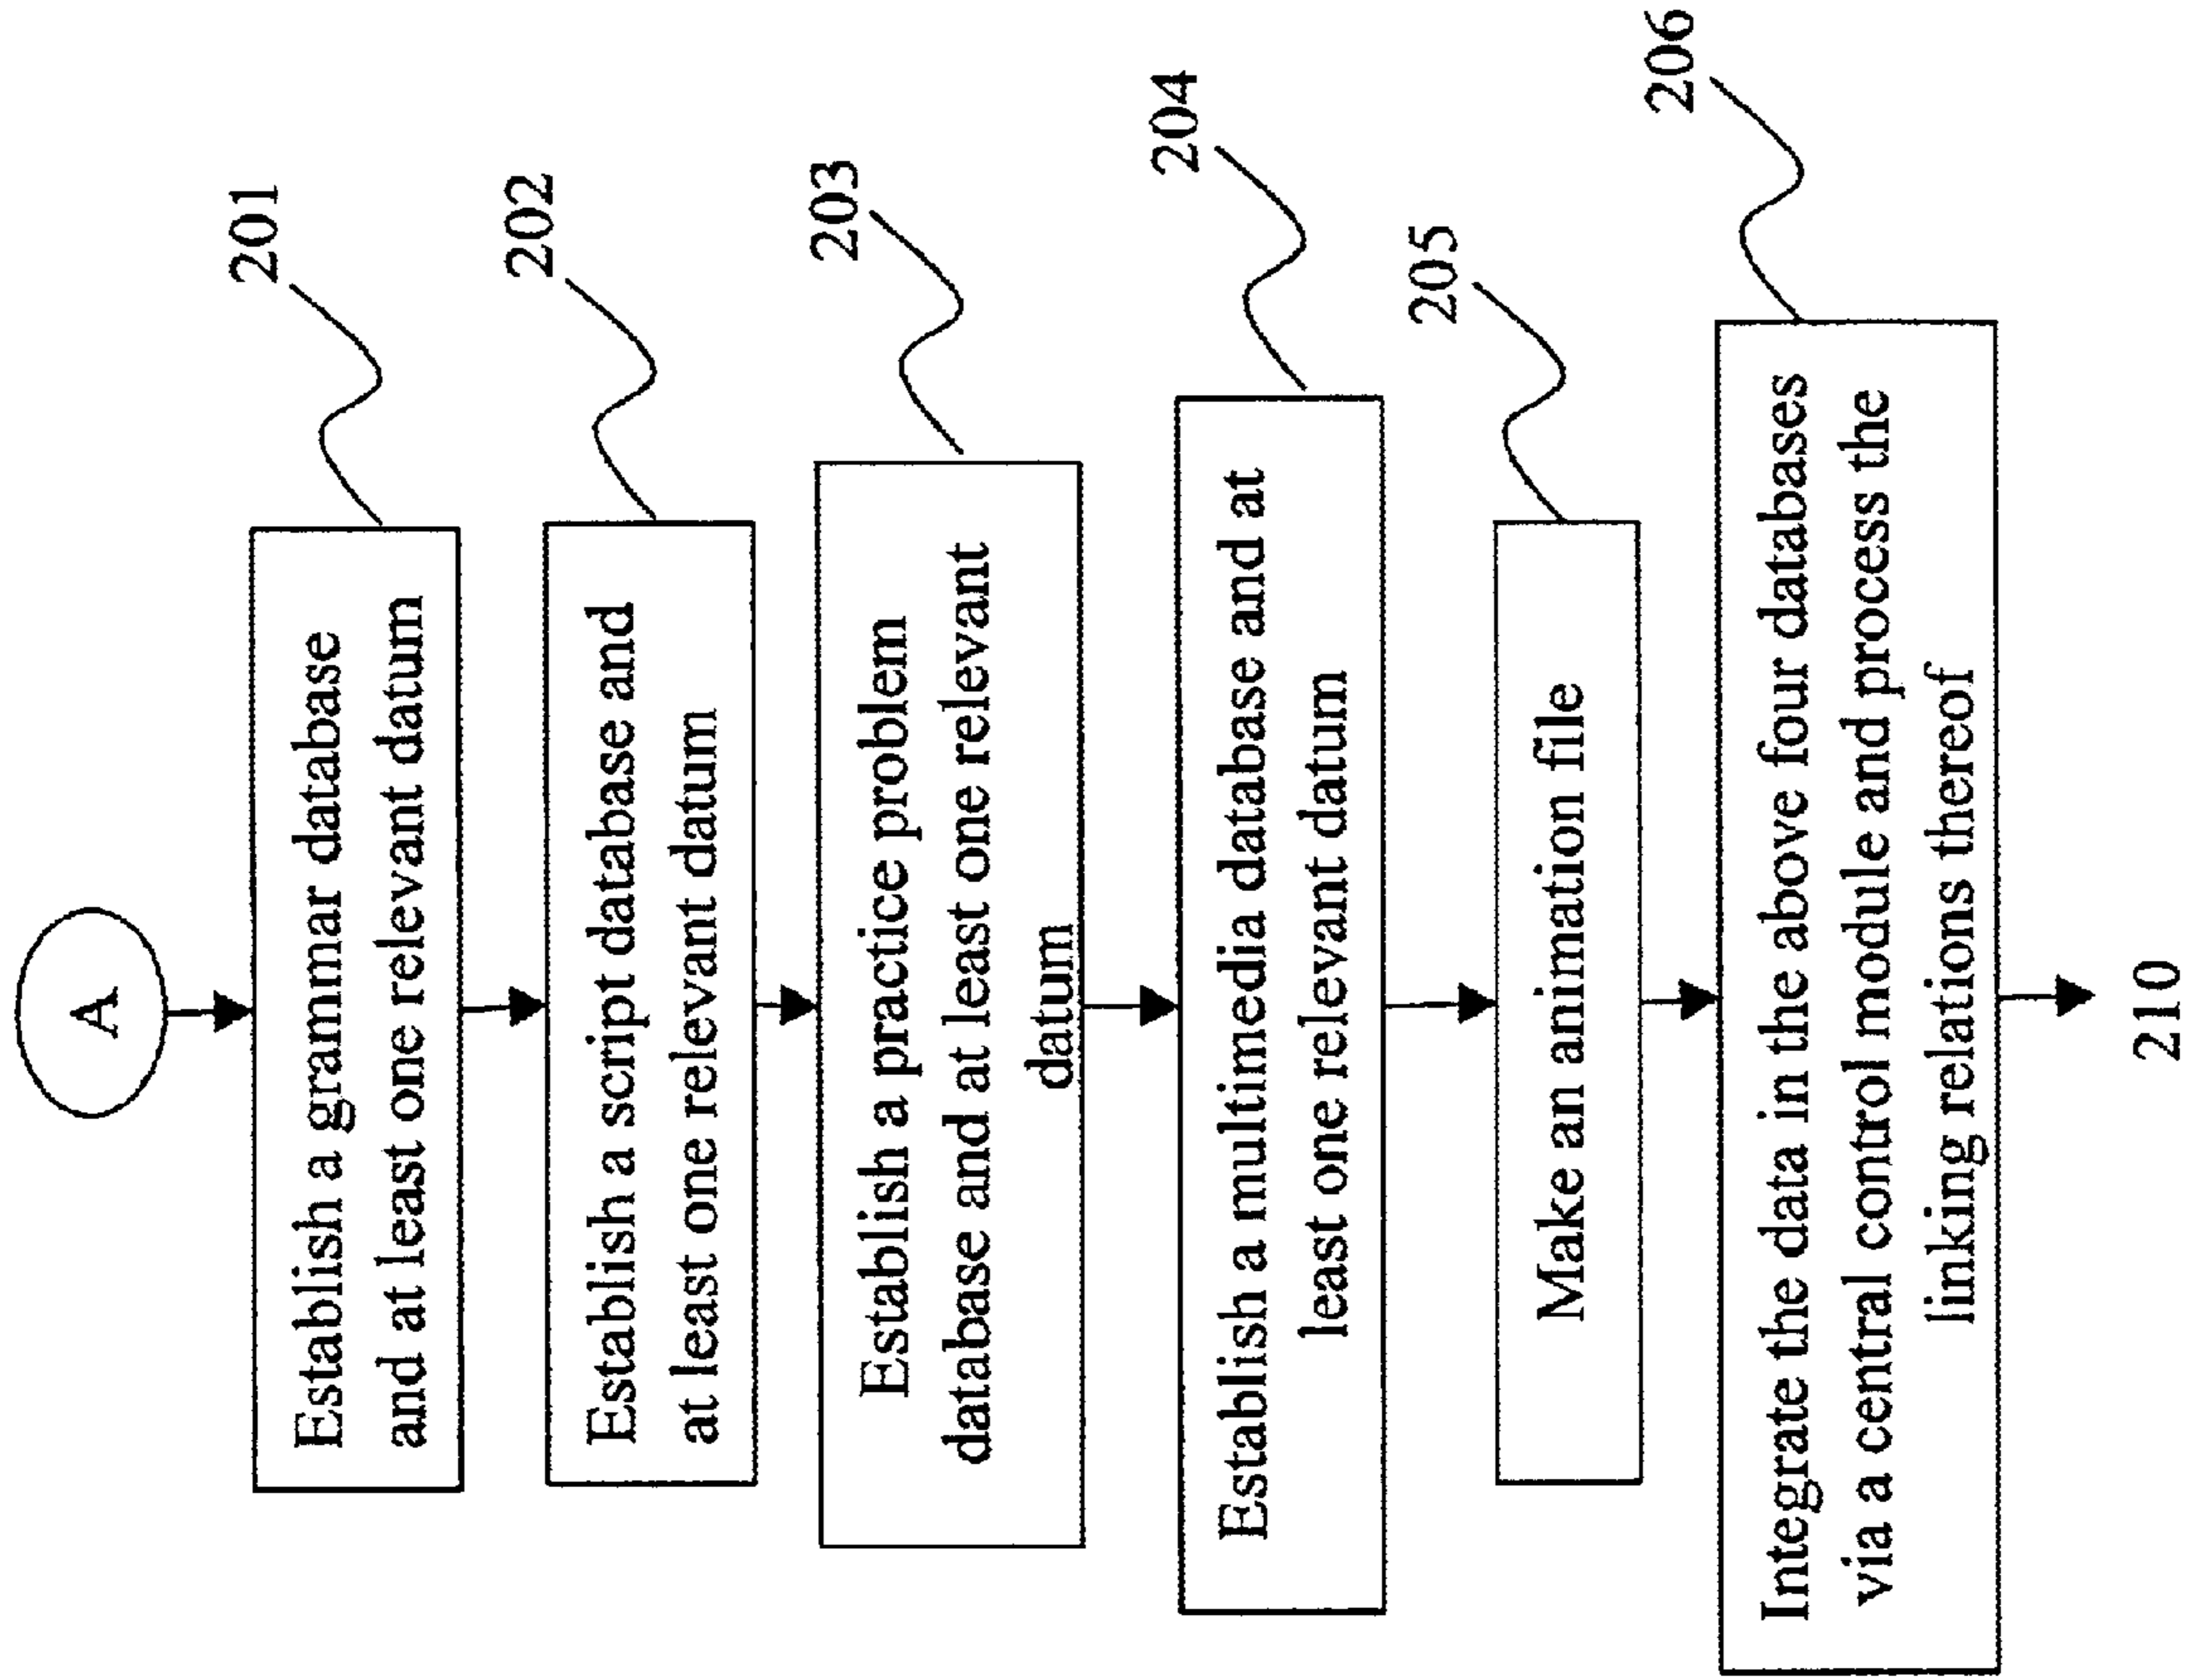 A
Establish a grammar database
and at least one relevant datum
201
Establish a script database and
at least one relevant datum
202
Establish a practice problem
database and at least one relevant
datum
203
Establish a multimedia database and at
least one relevant datum
204
Make an animation file
205
Integrate the data in the above four databases
via a central control module and process the
linking relations thereof
206
210